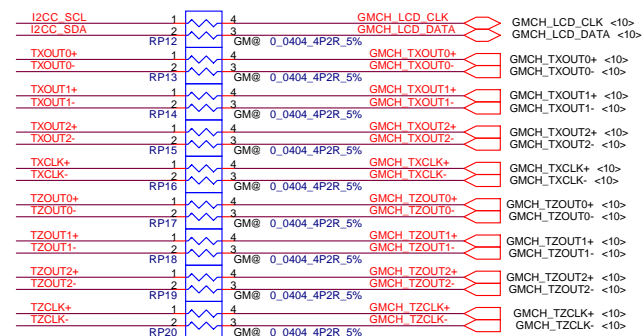 I2CC_SCL 1 4 GMCH_LCD_CLK GMCH_LCD_CLK <10>
I2CC_SDA 2 3 GMCH_LCD_DATA GMCH_LCD_DATA <10>
RP12 GM@ 0_0404_4P2R_5%
TXOUT0+ 1 4 GMCH_TXOUT0+ GMCH_TXOUT0+ <10>
TXOUT0- 2 3 GMCH_TXOUT0- GMCH_TXOUT0- <10>
RP13 GM@ 0_0404_4P2R_5%
TXOUT1+ 1 4 GMCH_TXOUT1+ GMCH_TXOUT1+ <10>
TXOUT1- 2 3 GMCH_TXOUT1- GMCH_TXOUT1- <10>
RP14 GM@ 0_0404_4P2R_5%
TXOUT2+ 1 4 GMCH_TXOUT2+ GMCH_TXOUT2+ <10>
TXOUT2- 2 3 GMCH_TXOUT2- GMCH_TXOUT2- <10>
RP15 GM@ 0_0404_4P2R_5%
TXCLK+ 1 4 GMCH_TXCLK+ GMCH_TXCLK+ <10>
TXCLK- 2 3 GMCH_TXCLK- GMCH_TXCLK- <10>
RP16 GM@ 0_0404_4P2R_5%
TZOUT0+ 1 4 GMCH_TZOUT0+ GMCH_TZOUT0+ <10>
TZOUT0- 2 3 GMCH_TZOUT0- GMCH_TZOUT0- <10>
RP17 GM@ 0_0404_4P2R_5%
TZOUT1+ 1 4 GMCH_TZOUT1+ GMCH_TZOUT1+ <10>
TZOUT1- 2 3 GMCH_TZOUT1- GMCH_TZOUT1- <10>
RP18 GM@ 0_0404_4P2R_5%
TZOUT2+ 1 4 GMCH_TZOUT2+ GMCH_TZOUT2+ <10>
TZOUT2- 2 3 GMCH_TZOUT2- GMCH_TZOUT2- <10>
RP19 GM@ 0_0404_4P2R_5%
TZCLK+ 1 4 GMCH_TZCLK+ GMCH_TZCLK+ <10>
TZCLK- 2 3 GMCH_TZCLK- GMCH_TZCLK- <10>
RP20 GM@ 0_0404_4P2R_5%